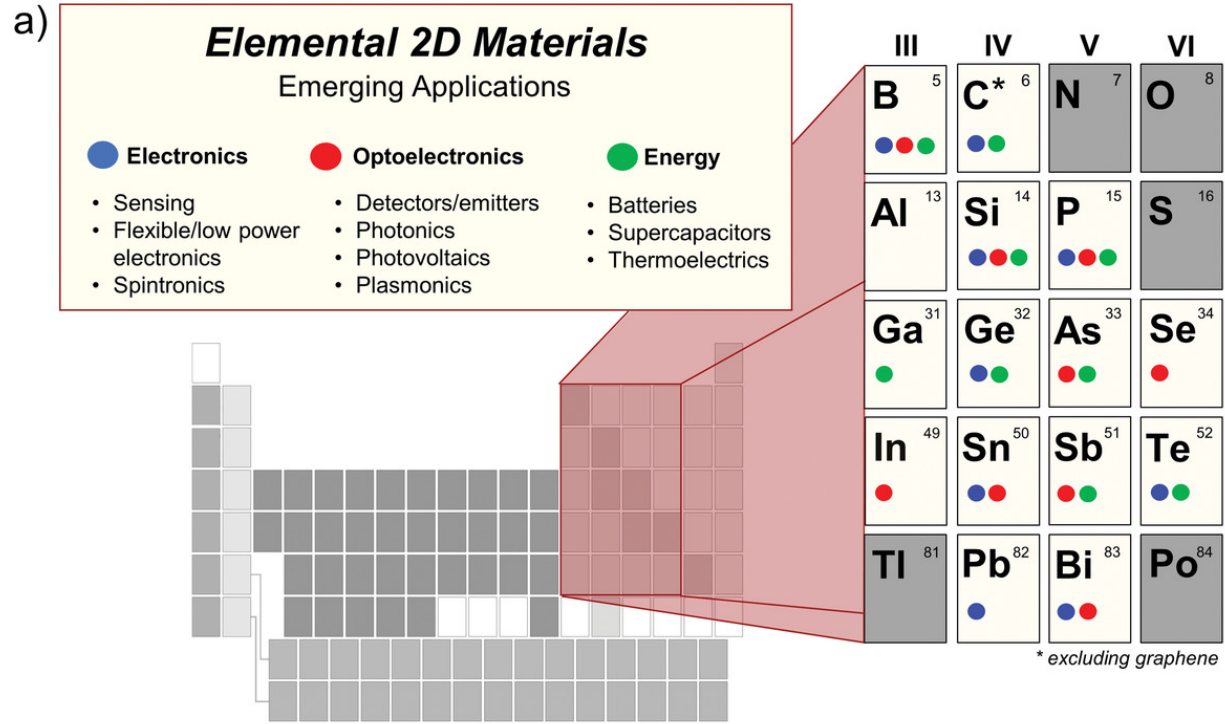 a)
Elemental 2D Materials
Emerging Applications
Electronics
• Sensing
• Flexible/low power
electronics
• Spintronics
Optoelectronics
• Detectors/emitters
• Photonics
• Photovoltaics
• Plasmonics
Energy
• Batteries
• Supercapacitors
• Thermoelectrics
III IV V VI
B 5 C* 6 N 7 O 8
Al 13 Si 14 P 15 S 16
Ga 31 Ge 32 As 33 Se 34
In 49 Sn 50 Sb 51 Te 52
Tl 81 Pb 82 Bi 83 Po 84
* excluding graphene